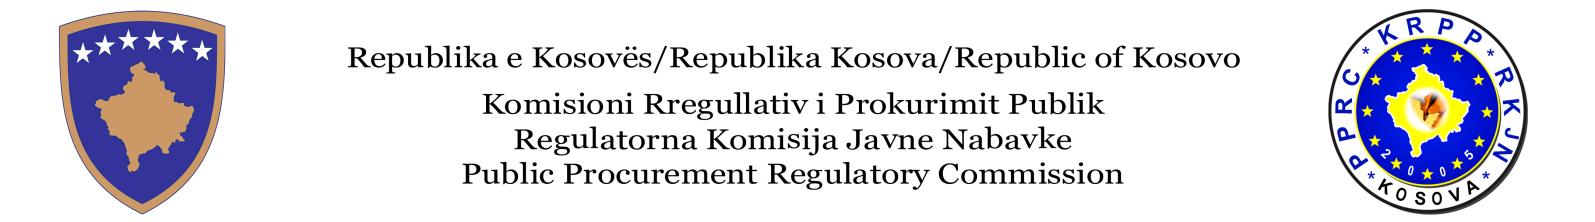 Republika e Kosovës/Republika Kosova/Republic of Kosovo
Komisioni Rregullativ i Prokurimit Publik
Regulatorna Komisija Javne Nabavke
Public Procurement Regulatory Commission
PPRC * KRPP * RKJN
2005
* KOSOVA *